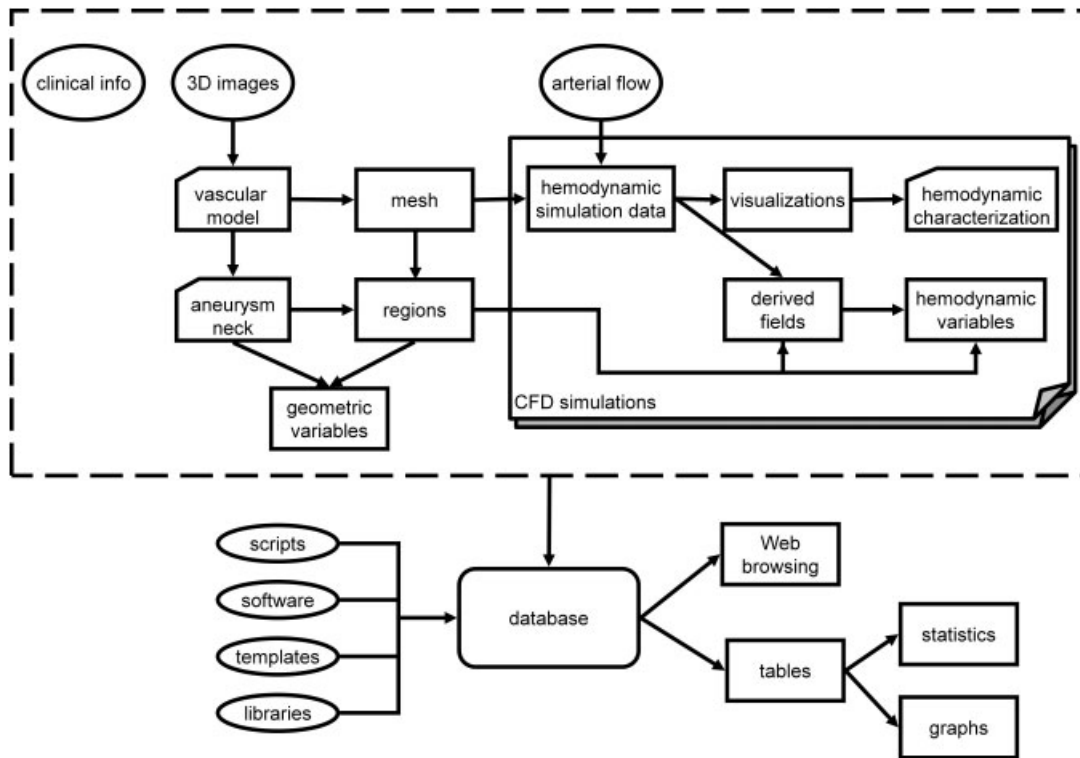 clinical info
3D images
arterial flow
vascular
model
mesh
hemodynamic
simulation data
visualizations
hemodynamic
characterization
aneurysm
neck
regions
derived
fields
hemodynamic
variables
geometric
variables
CFD simulations
scripts
software
templates
libraries
database
Web
browsing
tables
statistics
graphs